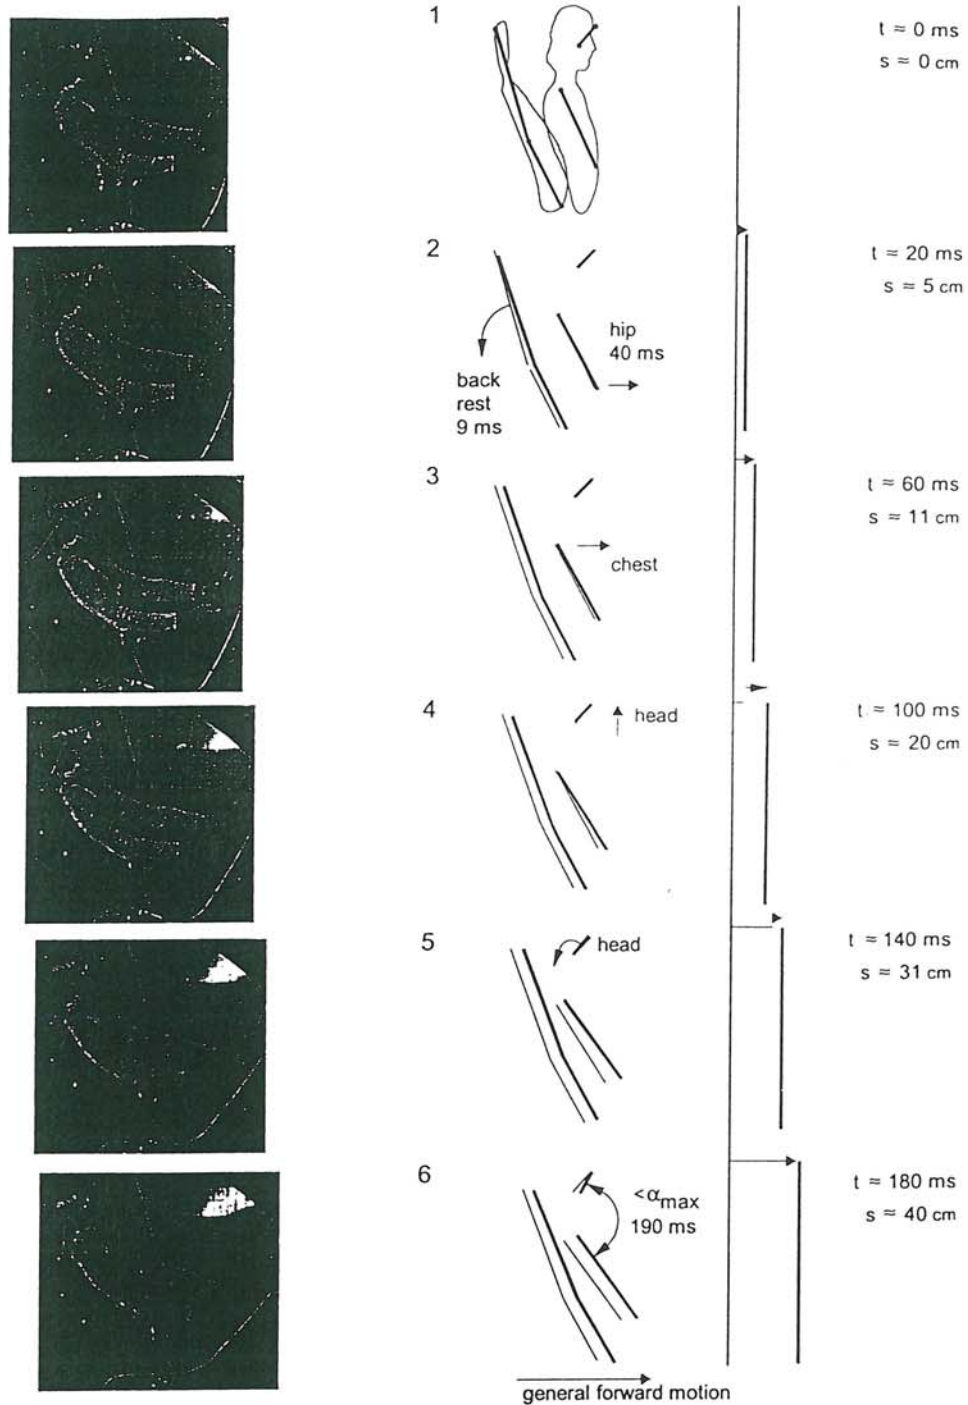 1
t ≈ 0 ms
s ≈ 0 cm
2
t ≈ 20 ms
s ≈ 5 cm
hip
40 ms
back
rest
9 ms
3
t ≈ 60 ms
s ≈ 11 cm
chest
4
head
t ≈ 100 ms
s ≈ 20 cm
5
head
t ≈ 140 ms
s ≈ 31 cm
6
<αmax
190 ms
t ≈ 180 ms
s ≈ 40 cm
general forward motion